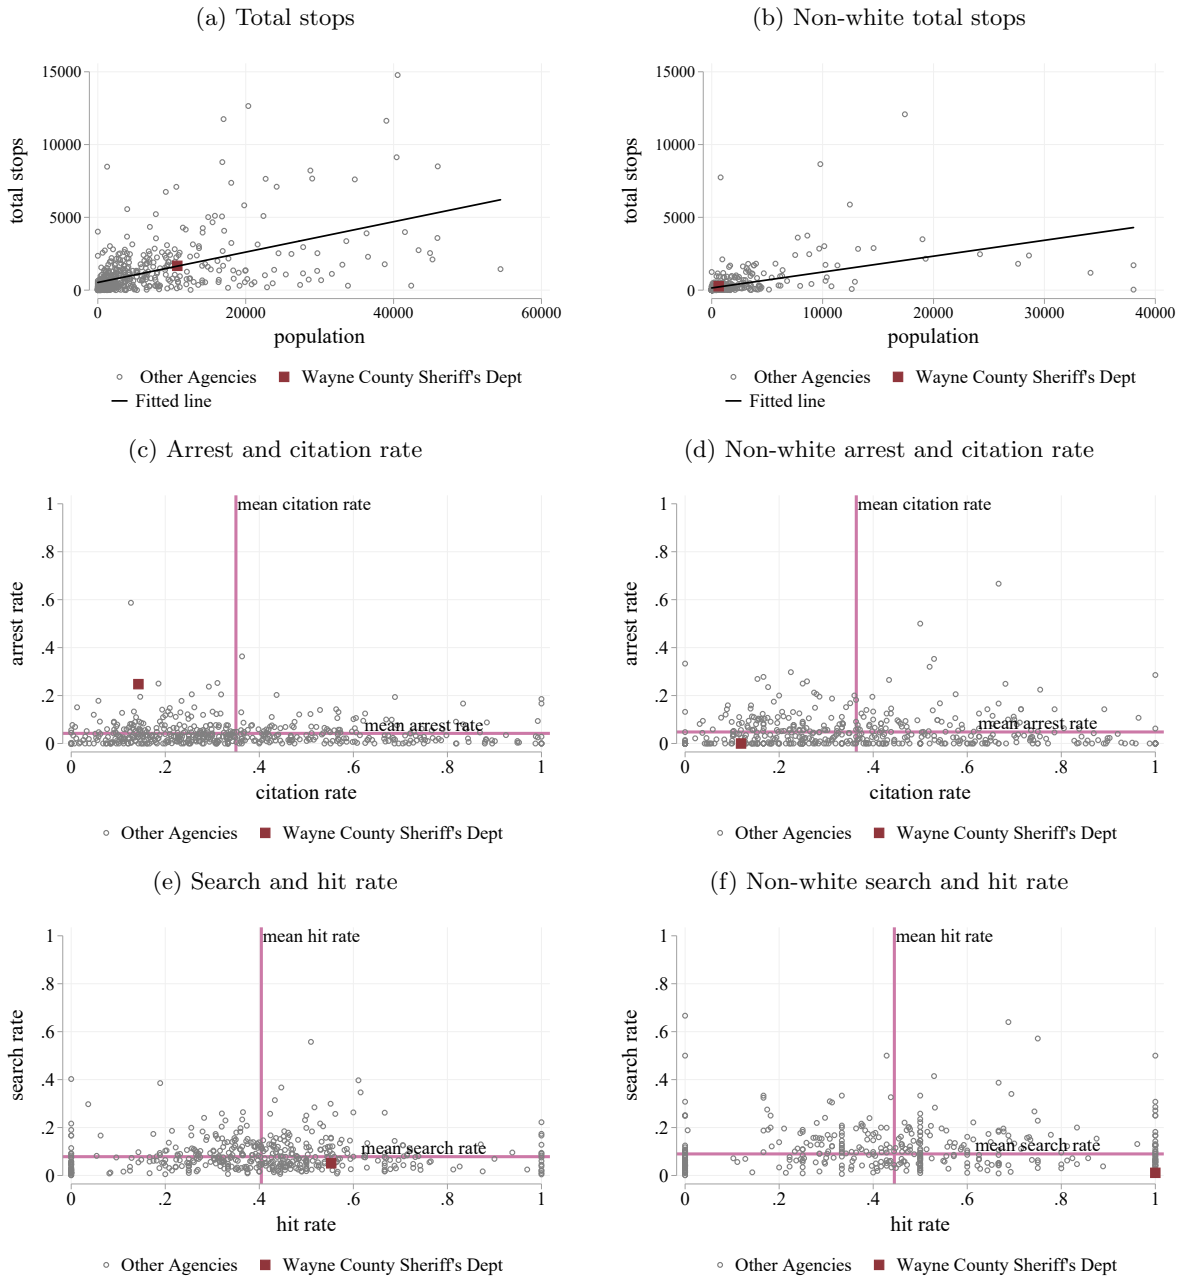 (a) Total stops
(b) Non-white total stops
total stops
15000
10000
5000
0
0
20000
40000
60000
population
Other Agencies
Wayne County Sheriff's Dept
Fitted line
total stops
15000
10000
5000
0
0
10000
20000
30000
40000
population
Other Agencies
Wayne County Sheriff's Dept
Fitted line
(c) Arrest and citation rate
(d) Non-white arrest and citation rate
arrest rate
1
.8
.6
.4
.2
0
mean citation rate
mean arrest rate
0
.2
.4
.6
.8
1
citation rate
Other Agencies
Wayne County Sheriff's Dept
arrest rate
1
.8
.6
.4
.2
0
mean citation rate
mean arrest rate
0
.2
.4
.6
.8
1
citation rate
Other Agencies
Wayne County Sheriff's Dept
(e) Search and hit rate
(f) Non-white search and hit rate
search rate
1
.8
.6
.4
.2
0
mean hit rate
mean search rate
0
.2
.4
.6
.8
1
hit rate
Other Agencies
Wayne County Sheriff's Dept
search rate
1
.8
.6
.4
.2
0
mean hit rate
mean search rate
0
.2
.4
.6
.8
1
hit rate
Other Agencies
Wayne County Sheriff's Dept